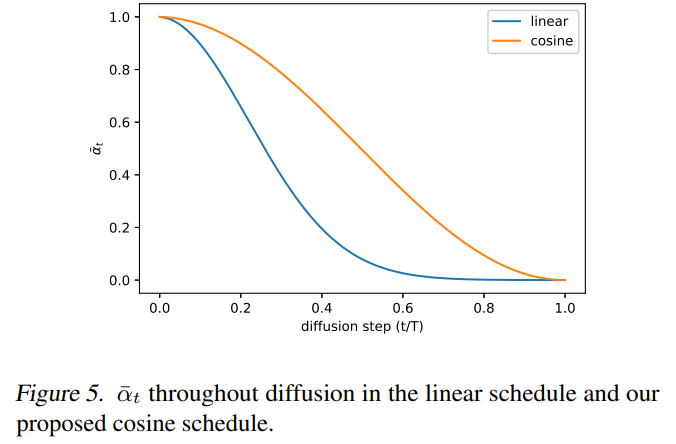 1.0
0.8
0.6
0.4
0.2
0.0
ᾱₜ
linear
cosine
0.0 0.2 0.4 0.6 0.8 1.0
diffusion step (t/T)
Figure 5. ᾱₜ throughout diffusion in the linear schedule and our
proposed cosine schedule.